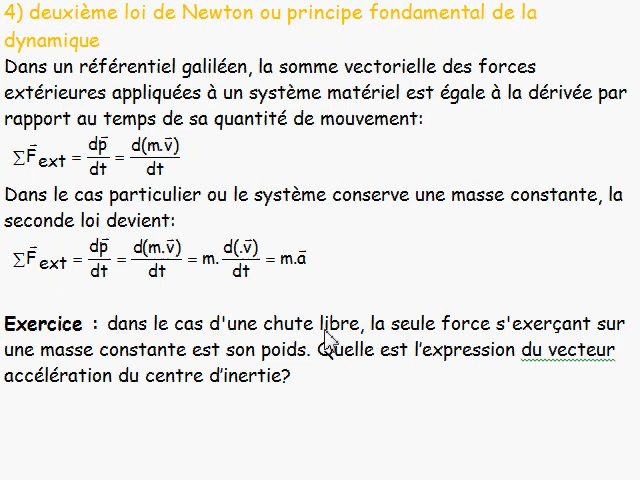 4) deuxième loi de Newton ou principe fondamental de la
dynamique
Dans un référentiel galiléen, la somme vectorielle des forces
extérieures appliquées à un système matériel est égale à la dérivée par
rapport au temps de sa quantité de mouvement:
∑F⃗ ext = dp⃗/dt = d(m.v⃗)/dt
Dans le cas particulier ou le système conserve une masse constante, la
seconde loi devient:
∑F⃗ ext = dp⃗/dt = d(m.v⃗)/dt = m. d(.v⃗)/dt = m.a⃗
Exercice : dans le cas d'une chute libre, la seule force s'exerçant sur
une masse constante est son poids. Quelle est l'expression du vecteur
accélération du centre d'inertie?